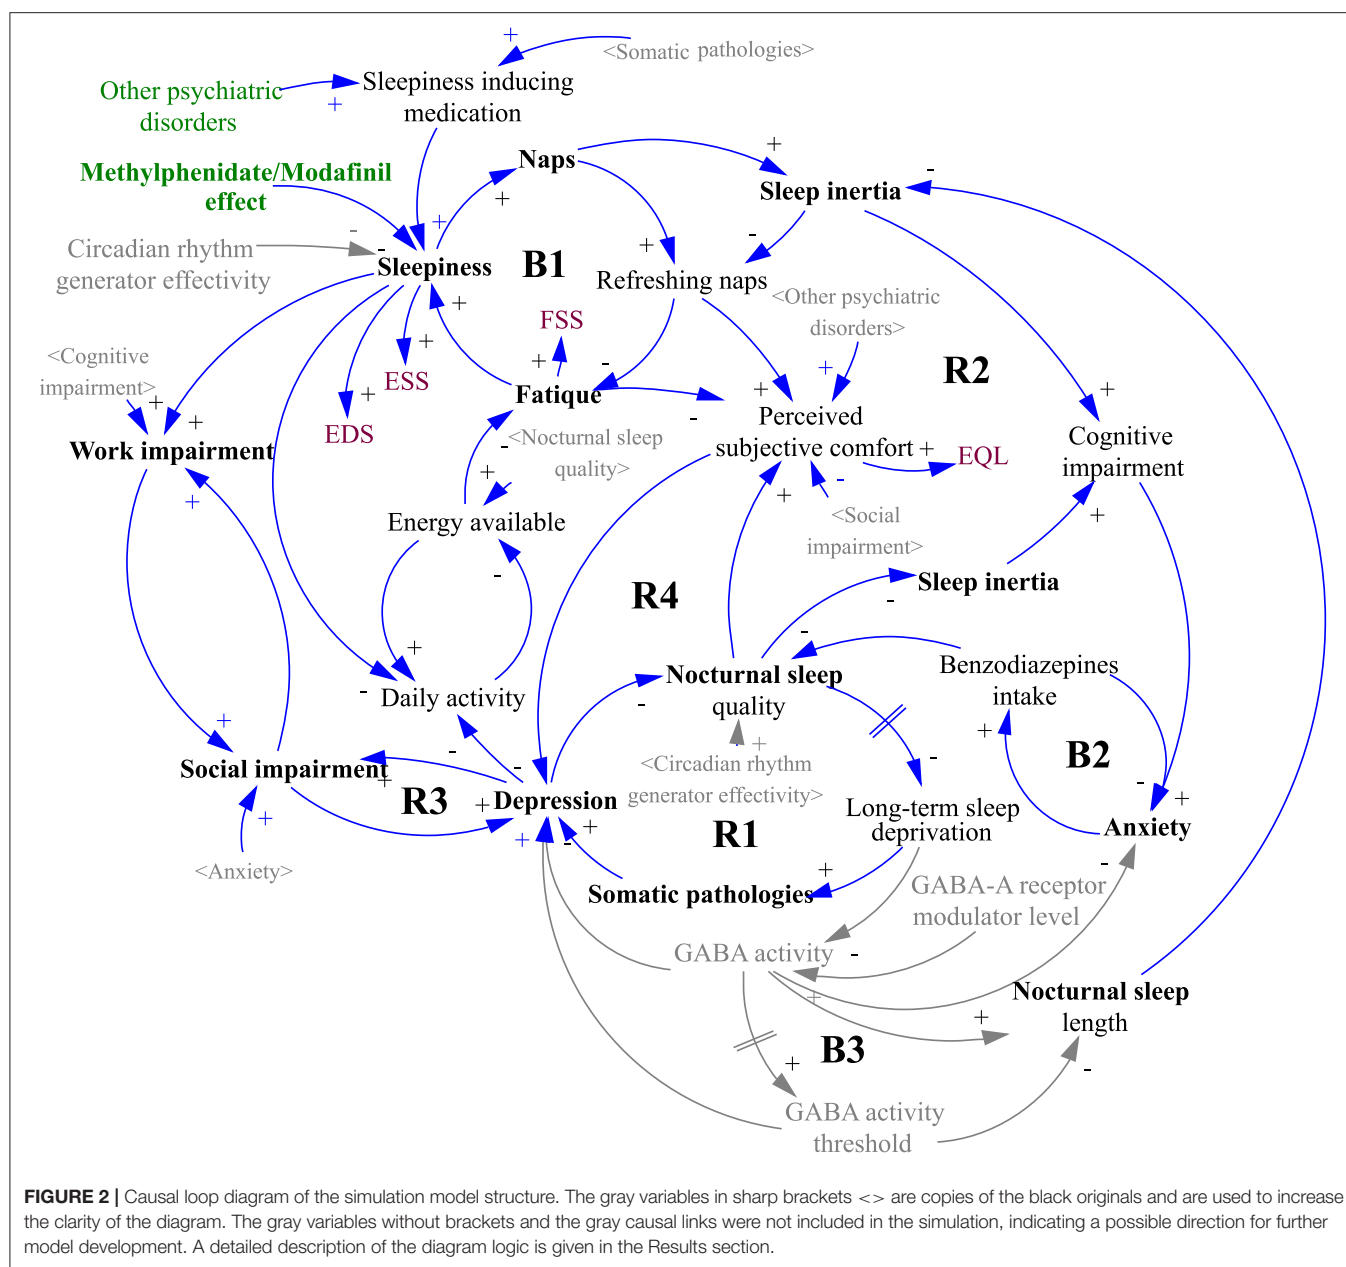 +
<Somatic pathologies>
Other psychiatric
disorders
+
Sleepiness inducing
medication
Methylphenidate/Modafinil
effect
Naps
+
+
+
-
Sleep inertia
Circadian rhythm
generator effectivity
-
-
Sleepiness
B1
+
-
Refreshing naps
<Other psychiatric
disorders>
+
FSS
+
+
-
+
R2
<Cognitive
impairment>
ESS
+
EDS
Fatique
+
+
-
Perceived
subjective comfort
+
EQL
+
Cognitive
impairment
+
+
Work impairment
+
<Nocturnal sleep
quality>
-
+
Energy available
-
+
-
<Social
impairment>
+
Sleep inertia
-
R4
+
-
Daily activity
-
Nocturnal sleep
quality
-
-
Benzodiazepines
intake
+
B2
-
+
Anxiety
-
+
Social impairment
+
+
<Anxiety>
R3
-
-
+
Depression
+
+
-
+
<Circadian rhythm
generator effectivity>
R1
-
Long-term sleep
deprivation
+
Somatic pathologies
GABA-A receptor
modulator level
GABA activity
-
+
Nocturnal sleep
length
+
B3
+
-
GABA activity
threshold
FIGURE 2 | Causal loop diagram of the simulation model structure. The gray variables in sharp brackets <> are copies of the black originals and are used to increase
the clarity of the diagram. The gray variables without brackets and the gray causal links were not included in the simulation, indicating a possible direction for further
model development. A detailed description of the diagram logic is given in the Results section.